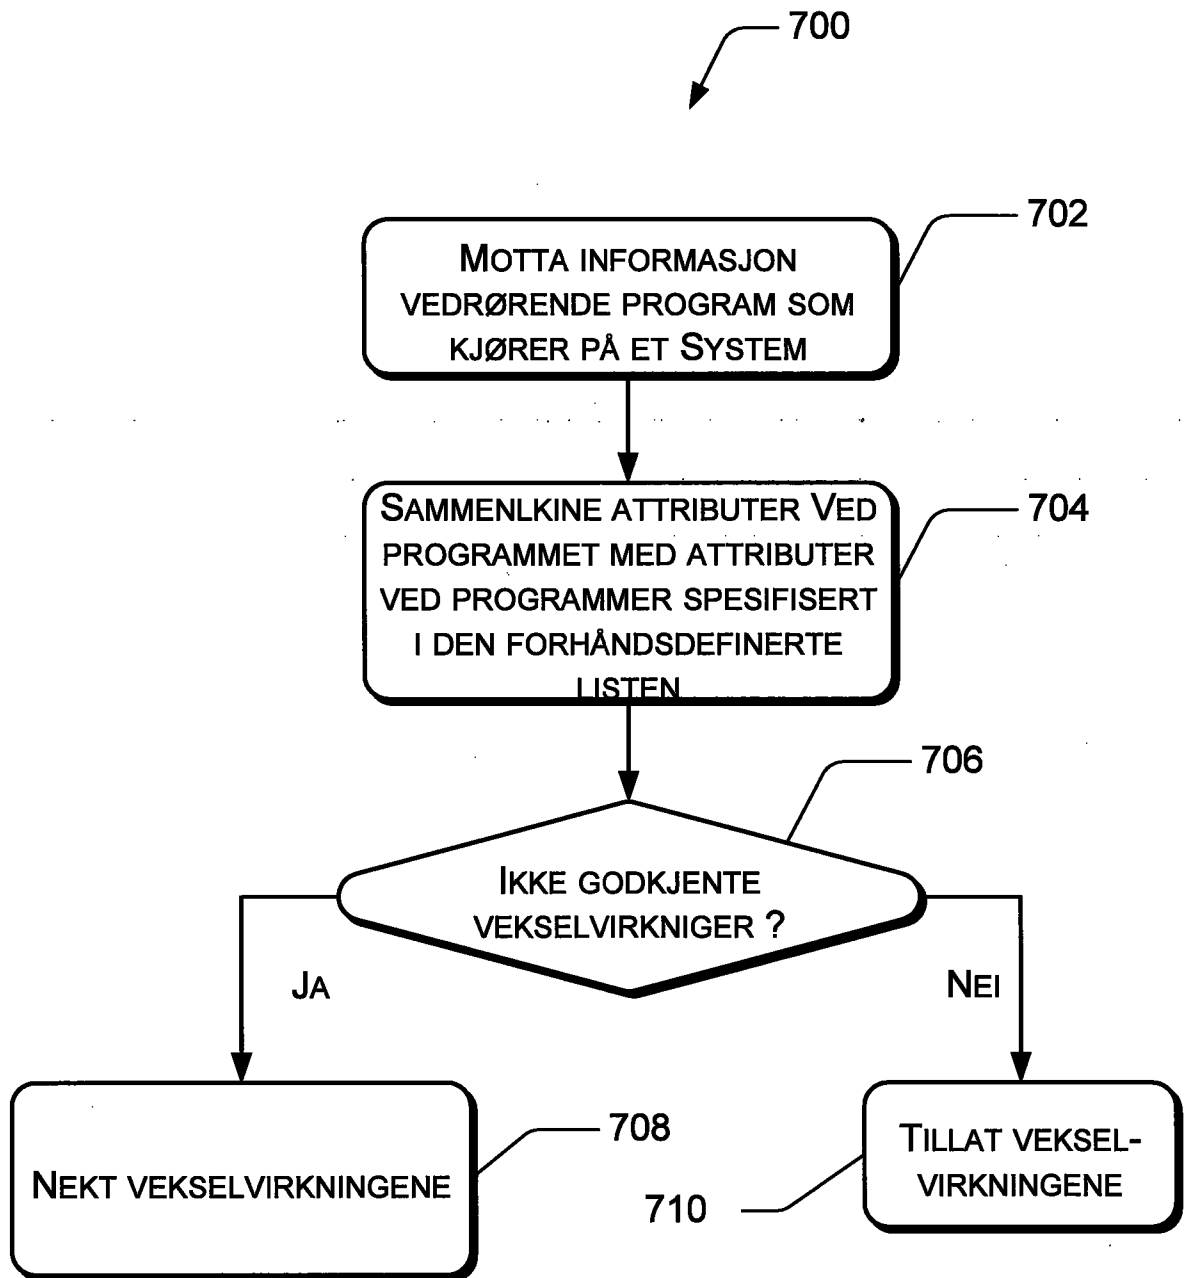 700
702
MOTTA INFORMASJON
VEDRØRENDE PROGRAM SOM
KJØRER PÅ ET SYSTEM
704
SAMMENLKINE ATTRIBUTER VED
PROGRAMMET MED ATTRIBUTER
VED PROGRAMMER SPESIFISERT
I DEN FORHÅNDSDEFINERTE
LISTEN
706
IKKE GODKJENTE
VEKSELVIRKNIGER ?
JA
NEI
708
NEKT VEKSELVIRKNINGENE
TILLAT VEKSEL-
VIRKNINGENE
710